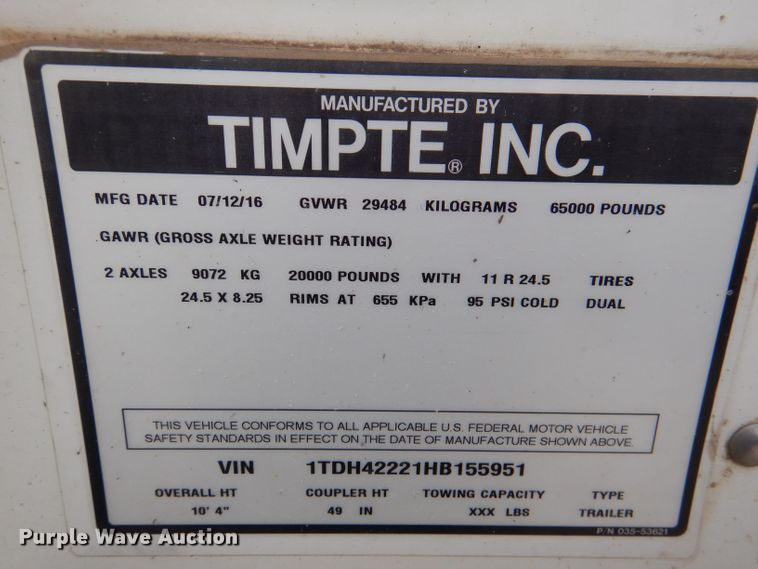 MANUFACTURED BY
TIMPTE® INC.
MFG DATE 07/12/16 GVWR 29484 KILOGRAMS 65000 POUNDS
GAWR (GROSS AXLE WEIGHT RATING)
2 AXLES 9072 KG 20000 POUNDS WITH 11 R 24.5 TIRES
24.5 X 8.25 RIMS AT 655 KPa 95 PSI COLD DUAL
THIS VEHICLE CONFORMS TO ALL APPLICABLE U.S. FEDERAL MOTOR VEHICLE
SAFETY STANDARDS IN EFFECT ON THE DATE OF MANUFACTURE SHOWN ABOVE.
VIN 1TDH42221HB155951
OVERALL HT COUPLER HT TOWING CAPACITY TYPE
10' 4" 49 IN XXX LBS TRAILER
P/N 035-53621
Purple Wave Auction